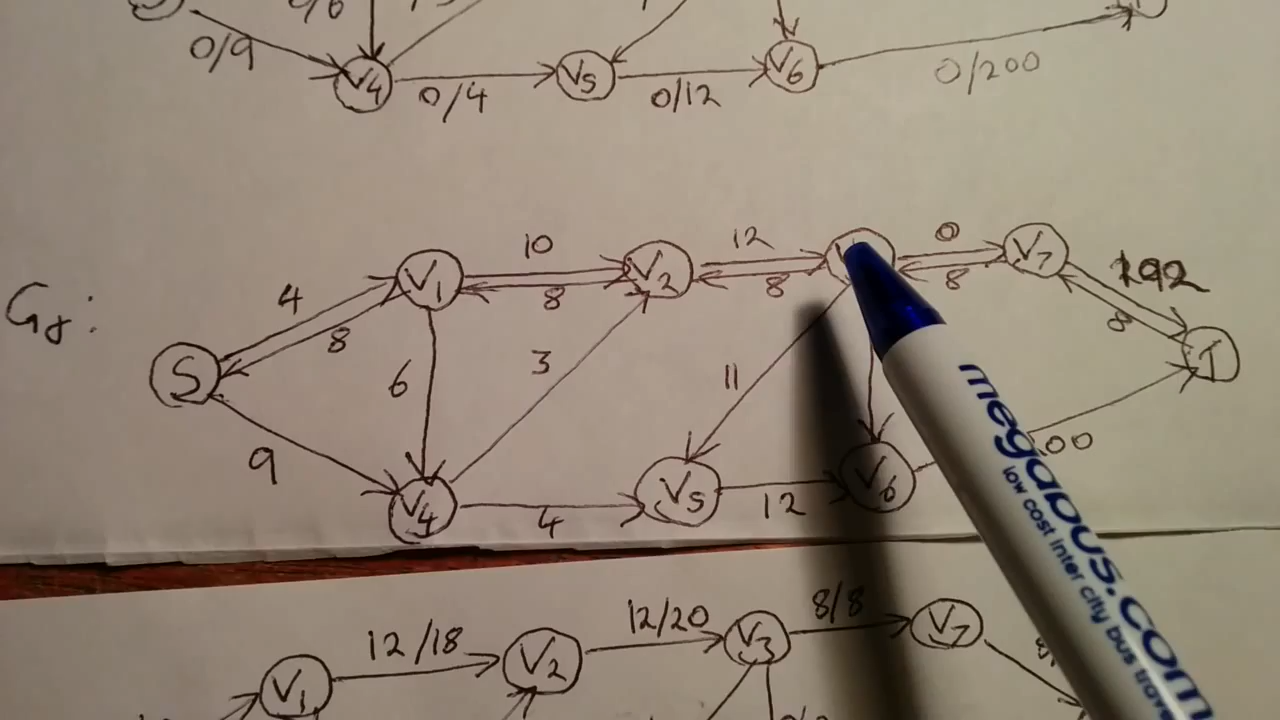 0/9
V4
0/4
V5
0/12
V6
0/200
Gf:
S
4
8
V1
10
8
V2
12
8
0
8
V7
192
8
T
9
6
3
11
V4
4
V5
12
V6
00
megabus.com
low cost inter city bus trave
V1
12/18
V2
12/20
V3
8/8
V7